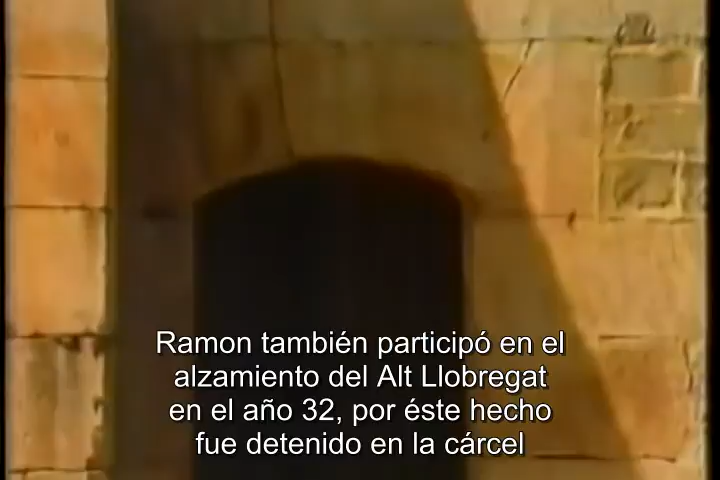 Ramon también participó en el
alzamiento del Alt Llobregat
en el año 32, por éste hecho
fue detenido en la cárcel